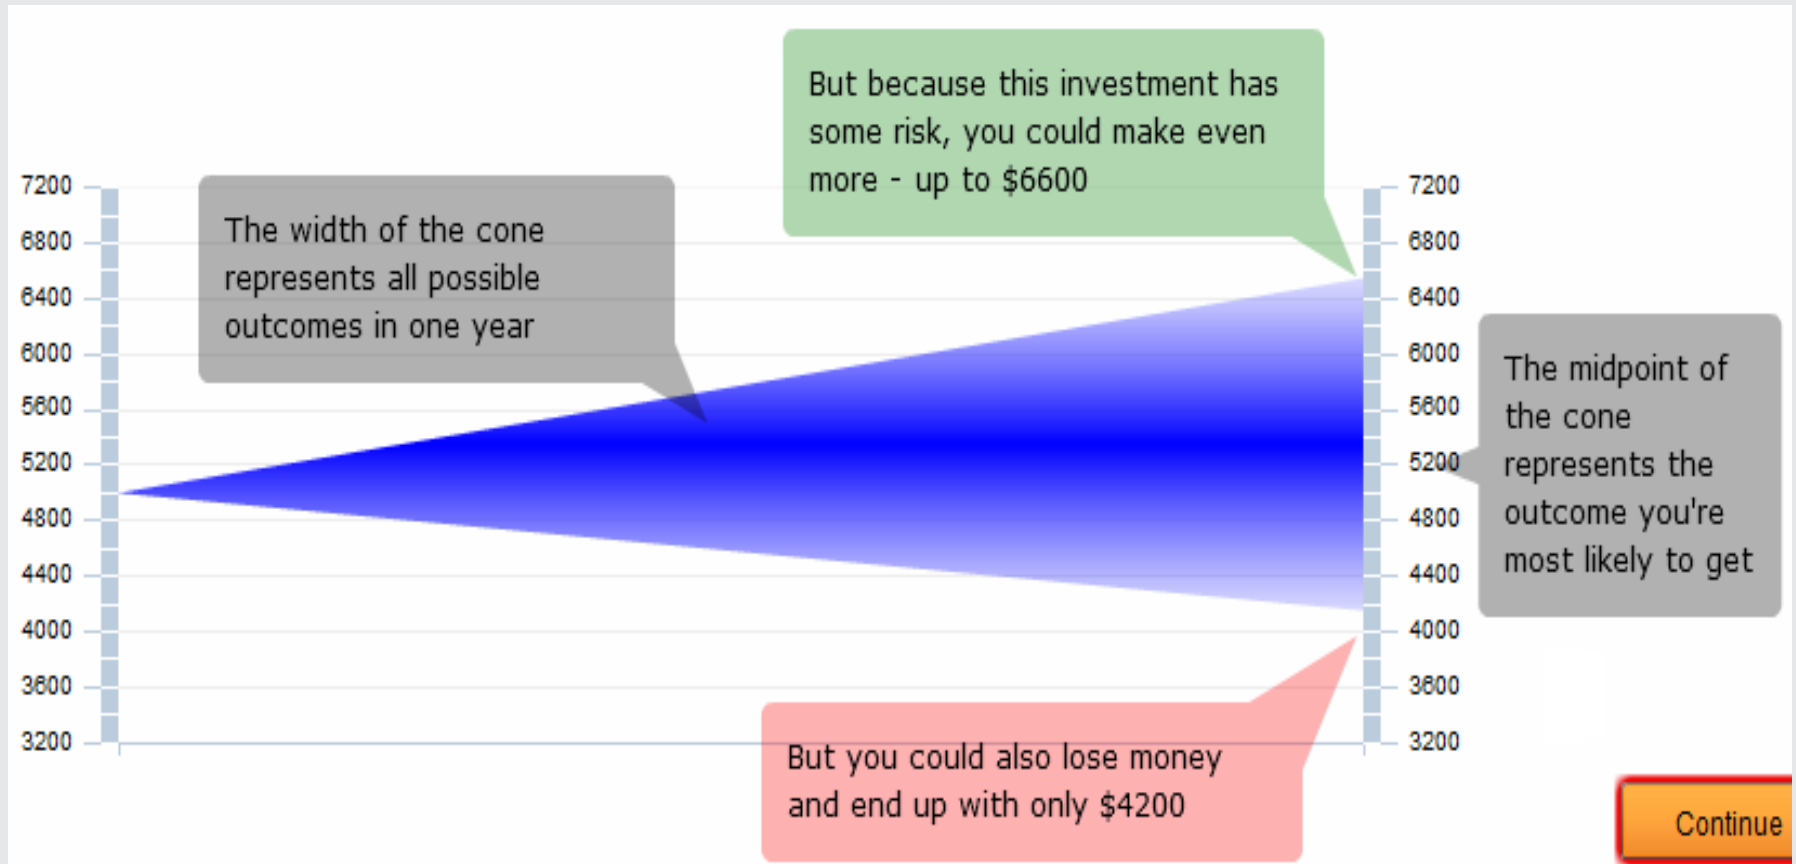 But because this investment has
some risk, you could make even
more - up to $6600
The width of the cone
represents all possible
outcomes in one year
7200
6800
6400
6000
5600
5200
4800
4400
4000
3600
3200
7200
6800
6400
6000
5600
5200
4800
4400
4000
3600
3200
The midpoint of
the cone
represents the
outcome you're
most likely to get
But you could also lose money
and end up with only $4200
Continue